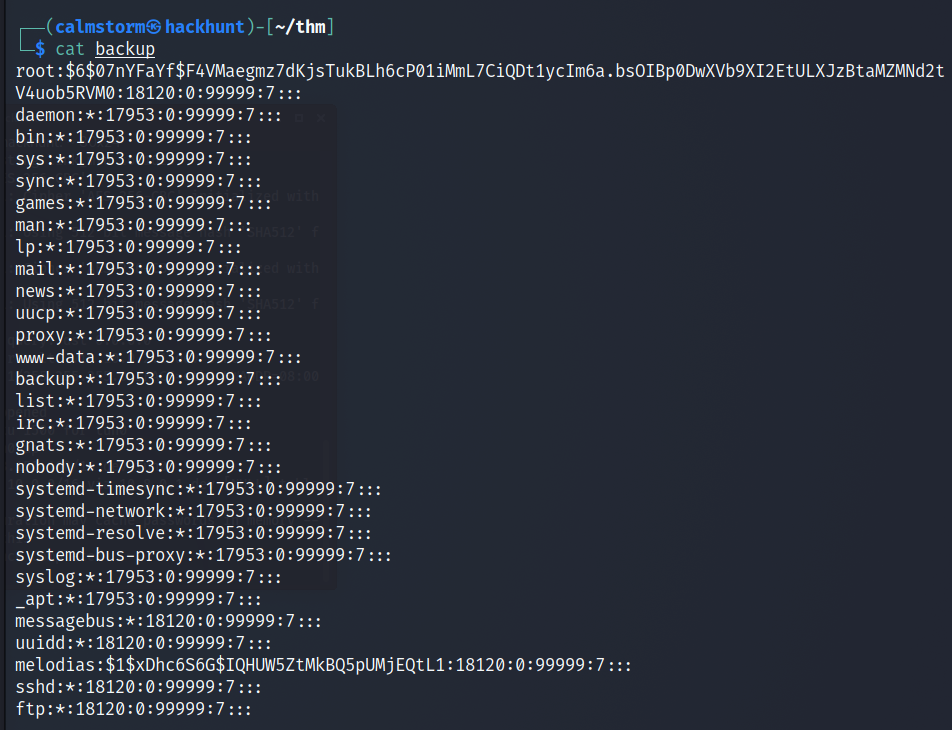 ┌──(calmstorm㉿hackhunt)-[~/thm]
└─$ cat backup
root:$6$07nYFaYf$F4VMaegmz7dKjsTukBLh6cP01iMmL7CiQDt1ycIm6a.bsOIBp0DwXVb9XI2EtULXJzBtaMZMNd2t
V4uob5RVM0:18120:0:99999:7:::
daemon:*:17953:0:99999:7:::
bin:*:17953:0:99999:7:::
sys:*:17953:0:99999:7:::
sync:*:17953:0:99999:7:::
games:*:17953:0:99999:7:::
man:*:17953:0:99999:7:::
lp:*:17953:0:99999:7:::
mail:*:17953:0:99999:7:::
news:*:17953:0:99999:7:::
uucp:*:17953:0:99999:7:::
proxy:*:17953:0:99999:7:::
www-data:*:17953:0:99999:7:::
backup:*:17953:0:99999:7:::
list:*:17953:0:99999:7:::
irc:*:17953:0:99999:7:::
gnats:*:17953:0:99999:7:::
nobody:*:17953:0:99999:7:::
systemd-timesync:*:17953:0:99999:7:::
systemd-network:*:17953:0:99999:7:::
systemd-resolve:*:17953:0:99999:7:::
systemd-bus-proxy:*:17953:0:99999:7:::
syslog:*:17953:0:99999:7:::
_apt:*:17953:0:99999:7:::
messagebus:*:18120:0:99999:7:::
uuidd:*:18120:0:99999:7:::
melodias:$1$xDhc6S6G$IQHUW5ZtMkBQ5pUMjEQtL1:18120:0:99999:7:::
sshd:*:18120:0:99999:7:::
ftp:*:18120:0:99999:7:::